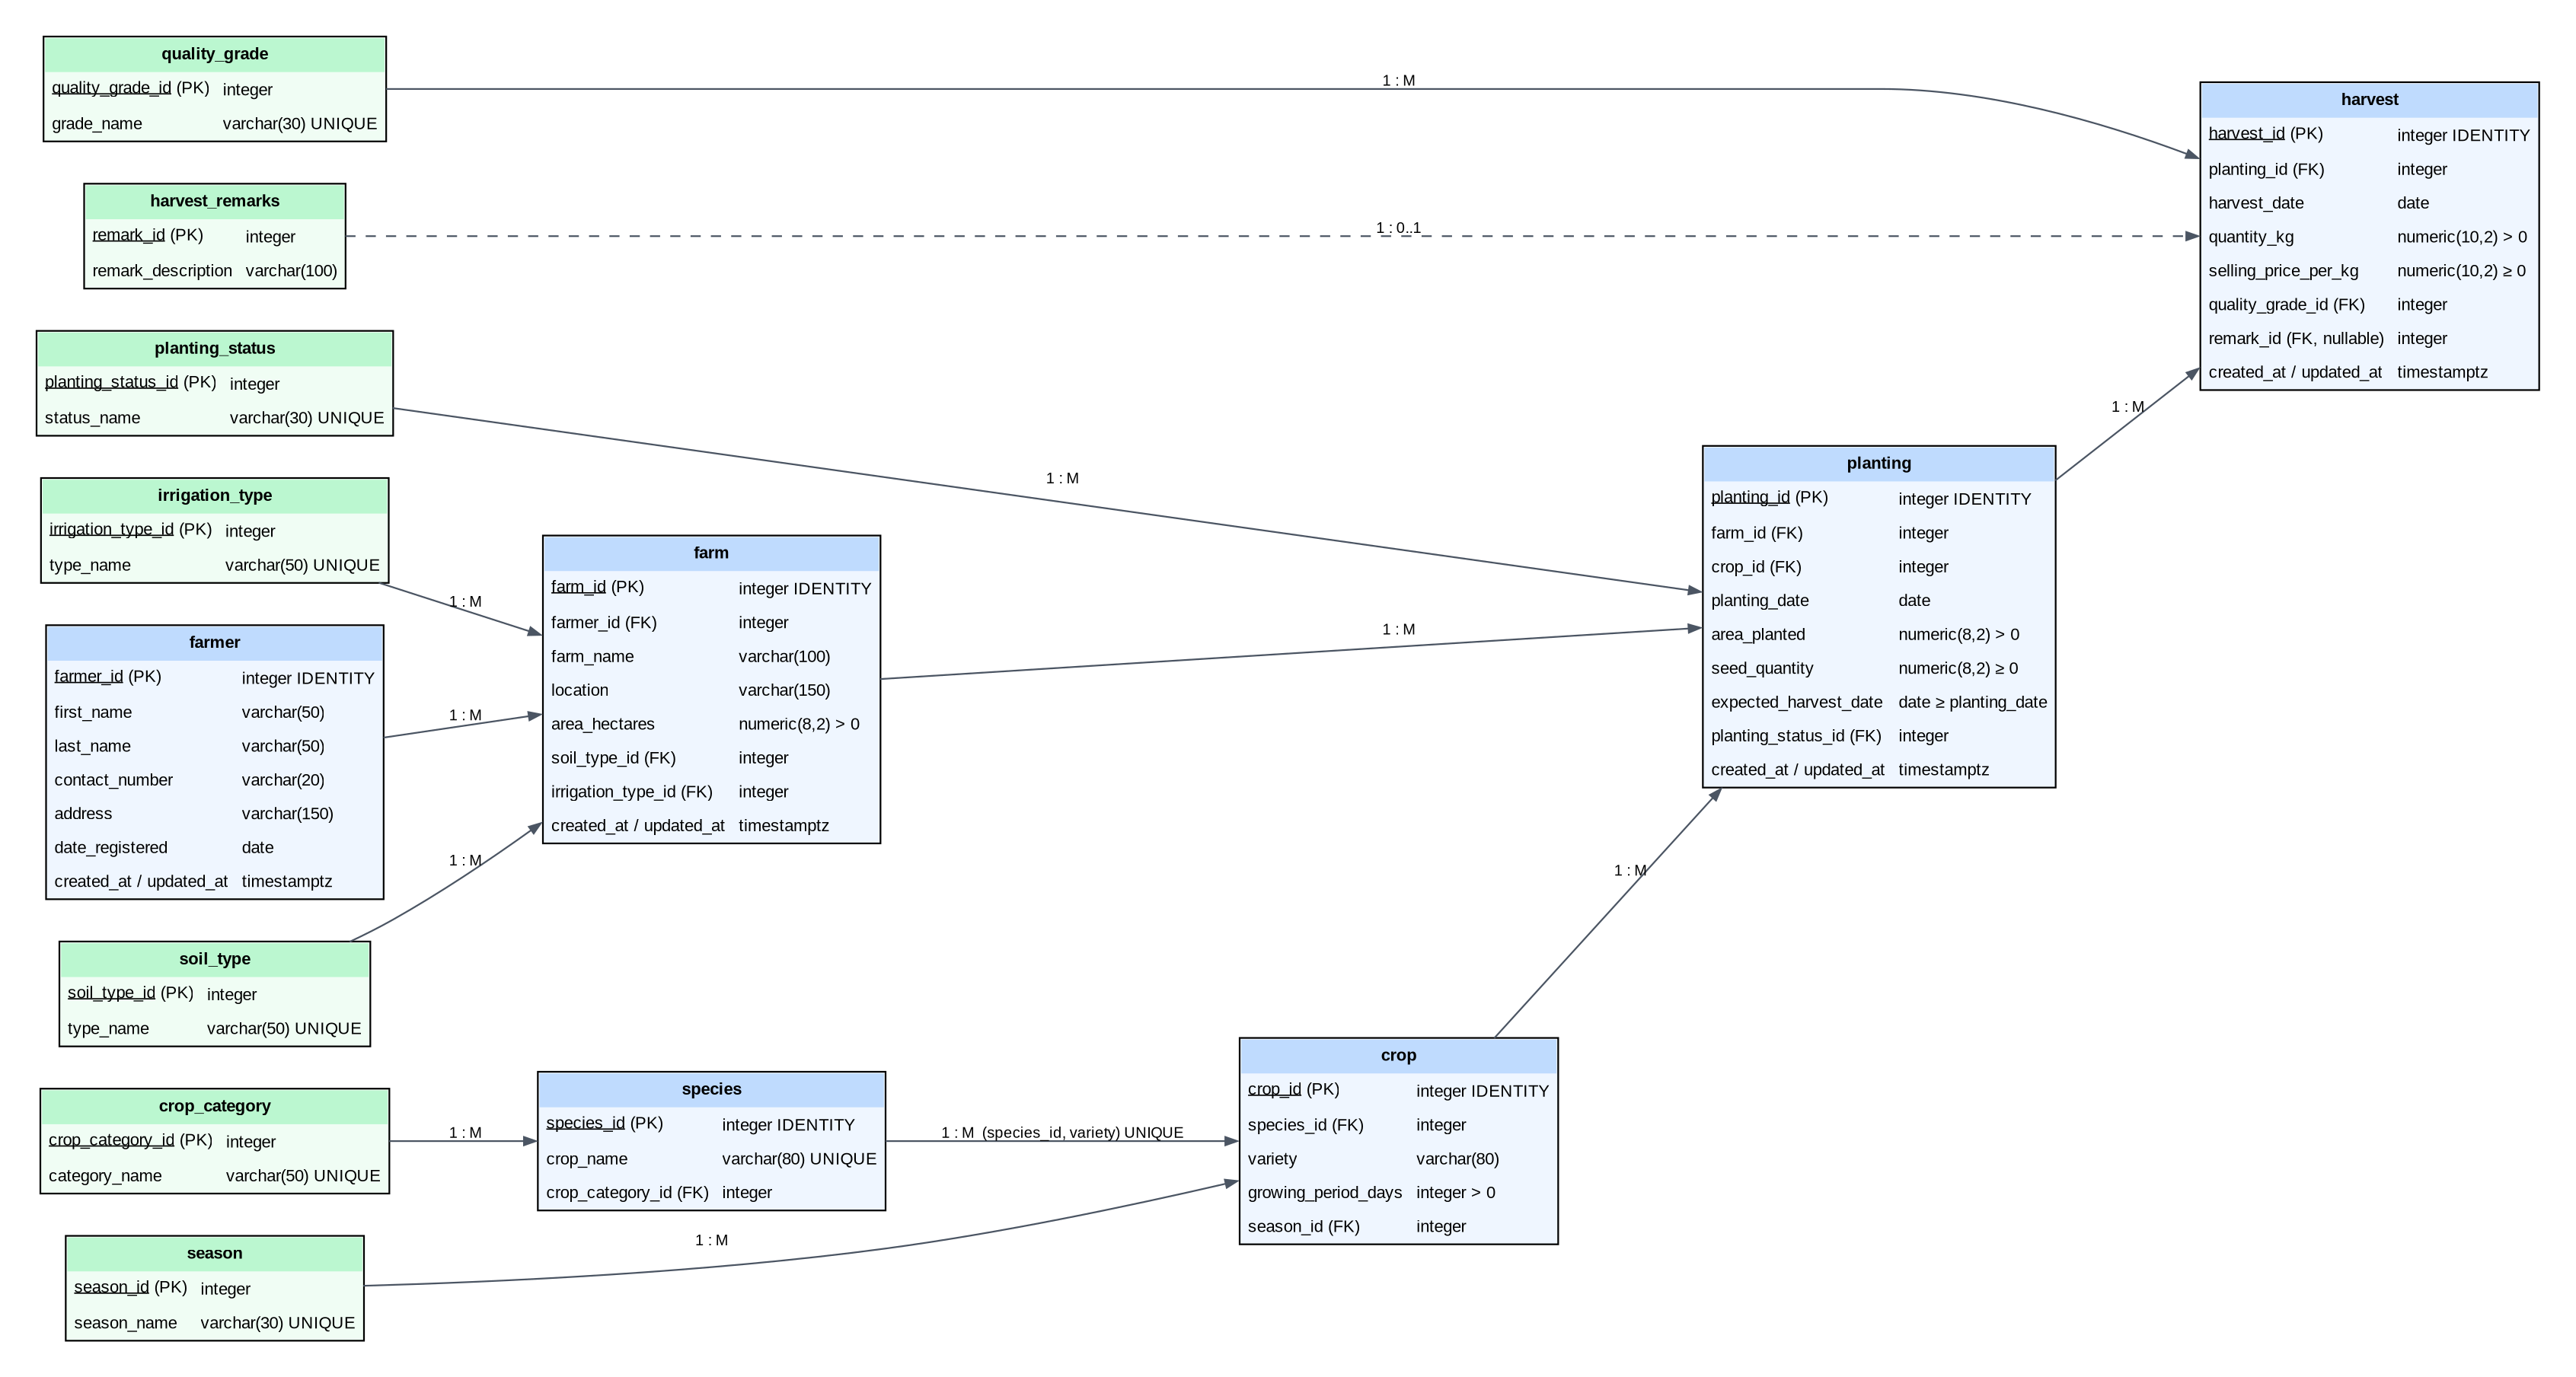 quality_grade
quality_grade_id (PK) integer
grade_name varchar(30) UNIQUE
1 : M
harvest
harvest_id (PK) integer IDENTITY
planting_id (FK) integer
harvest_date date
quantity_kg numeric(10,2) > 0
selling_price_per_kg numeric(10,2) ≥ 0
quality_grade_id (FK) integer
remark_id (FK, nullable) integer
created_at / updated_at timestamptz
harvest_remarks
remark_id (PK) integer
remark_description varchar(100)
1 : 0..1
planting_status
planting_status_id (PK) integer
status_name varchar(30) UNIQUE
1 : M
1 : M
planting
planting_id (PK) integer IDENTITY
farm_id (FK) integer
crop_id (FK) integer
planting_date date
area_planted numeric(8,2) > 0
seed_quantity numeric(8,2) ≥ 0
expected_harvest_date date ≥ planting_date
planting_status_id (FK) integer
created_at / updated_at timestamptz
irrigation_type
irrigation_type_id (PK) integer
type_name varchar(50) UNIQUE
1 : M
farm
farm_id (PK) integer IDENTITY
farmer_id (FK) integer
farm_name varchar(100)
location varchar(150)
area_hectares numeric(8,2) > 0
soil_type_id (FK) integer
irrigation_type_id (FK) integer
created_at / updated_at timestamptz
1 : M
farmer
farmer_id (PK) integer IDENTITY
first_name varchar(50)
last_name varchar(50)
contact_number varchar(20)
address varchar(150)
date_registered date
created_at / updated_at timestamptz
1 : M
1 : M
soil_type
soil_type_id (PK) integer
type_name varchar(50) UNIQUE
1 : M
crop_category
crop_category_id (PK) integer
category_name varchar(50) UNIQUE
1 : M
species
species_id (PK) integer IDENTITY
crop_name varchar(80) UNIQUE
crop_category_id (FK) integer
1 : M (species_id, variety) UNIQUE
crop
crop_id (PK) integer IDENTITY
species_id (FK) integer
variety varchar(80)
growing_period_days integer > 0
season_id (FK) integer
season
season_id (PK) integer
season_name varchar(30) UNIQUE
1 : M